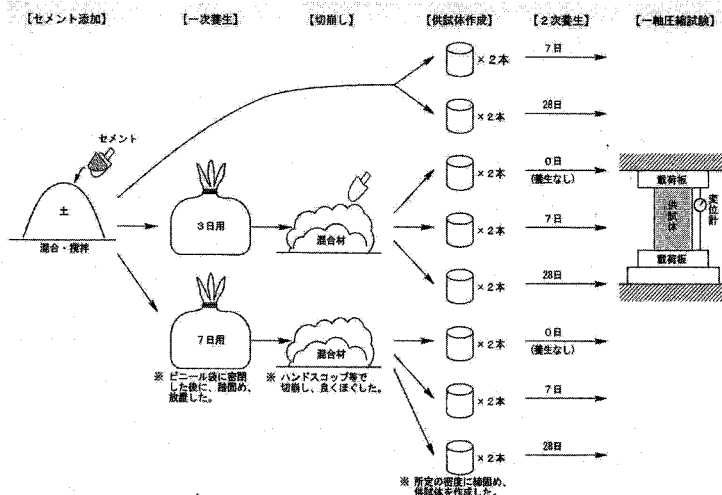 【セメント添加】 【一次養生】 【切崩し】 【供試体作成】 【2次養生】 【一軸圧縮試験】
×2本 7日
×2本 28日
セメント
土
混合・撹拌
3日用
混合材
×2本 0日
(養生なし)
×2本 7日
×2本 28日
載荷板
供試体
変位計
載荷板
7日用
混合材
×2本 0日
(養生なし)
×2本 7日
×2本 28日
※ ビニール袋に密閉
した後に、踏固め、
放置した。
※ ハンドスコップ等で
切崩し、良くほぐした。
※ 所定の密度に締固め、
供試体を作成した。